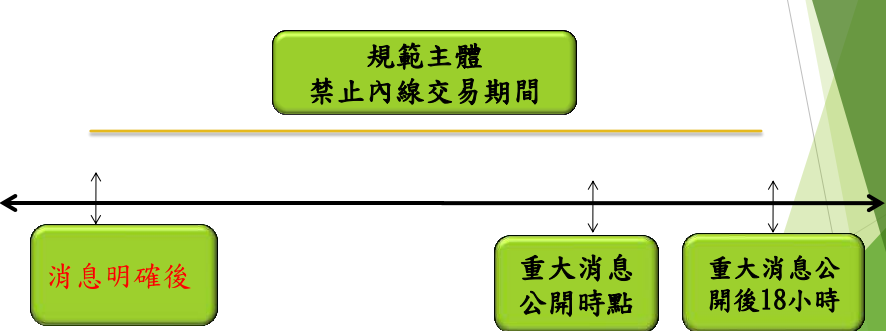 規範主體
禁止內線交易期間
消息明確後
重大消息
公開時點
重大消息公
開後18小時